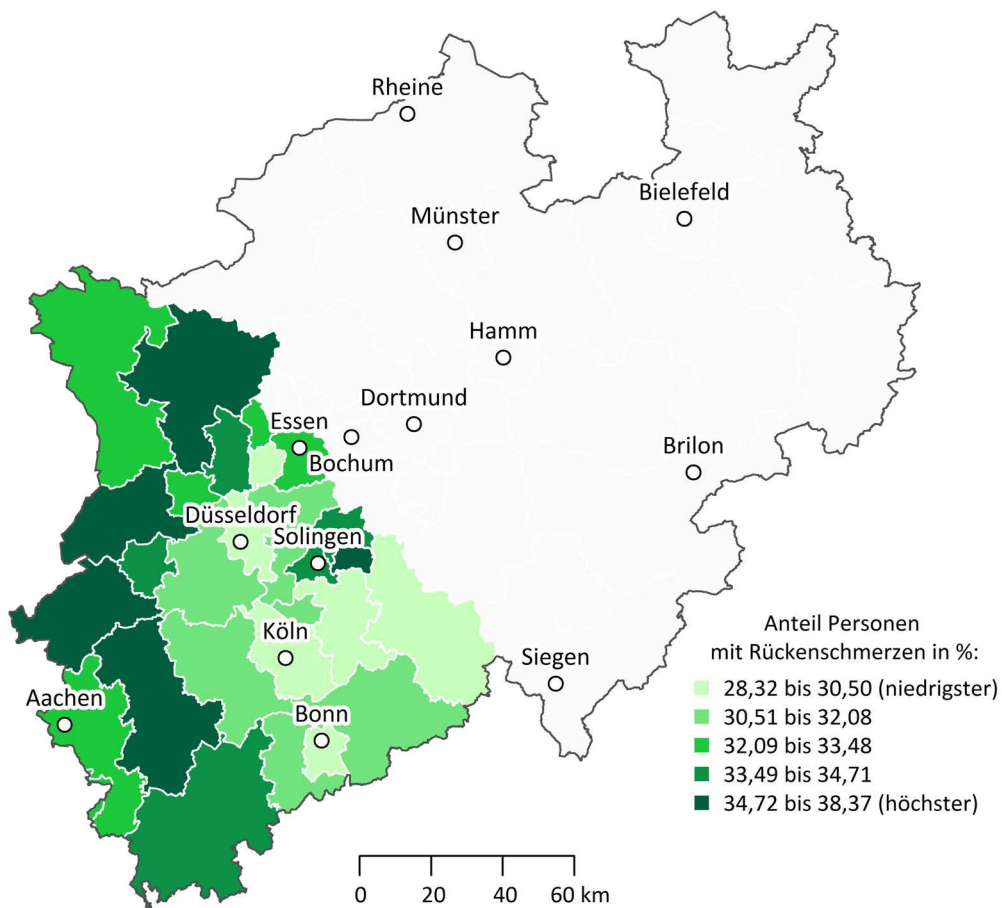 Rheine
Bielefeld
Münster
Hamm
Dortmund
Essen
Bochum
Brilon
Düsseldorf
Solingen
Köln
Siegen
Aachen
Bonn
Anteil Personen
mit Rückenschmerzen in %:
28,32 bis 30,50 (niedrigster)
30,51 bis 32,08
32,09 bis 33,48
33,49 bis 34,71
34,72 bis 38,37 (höchster)
0 20 40 60 km